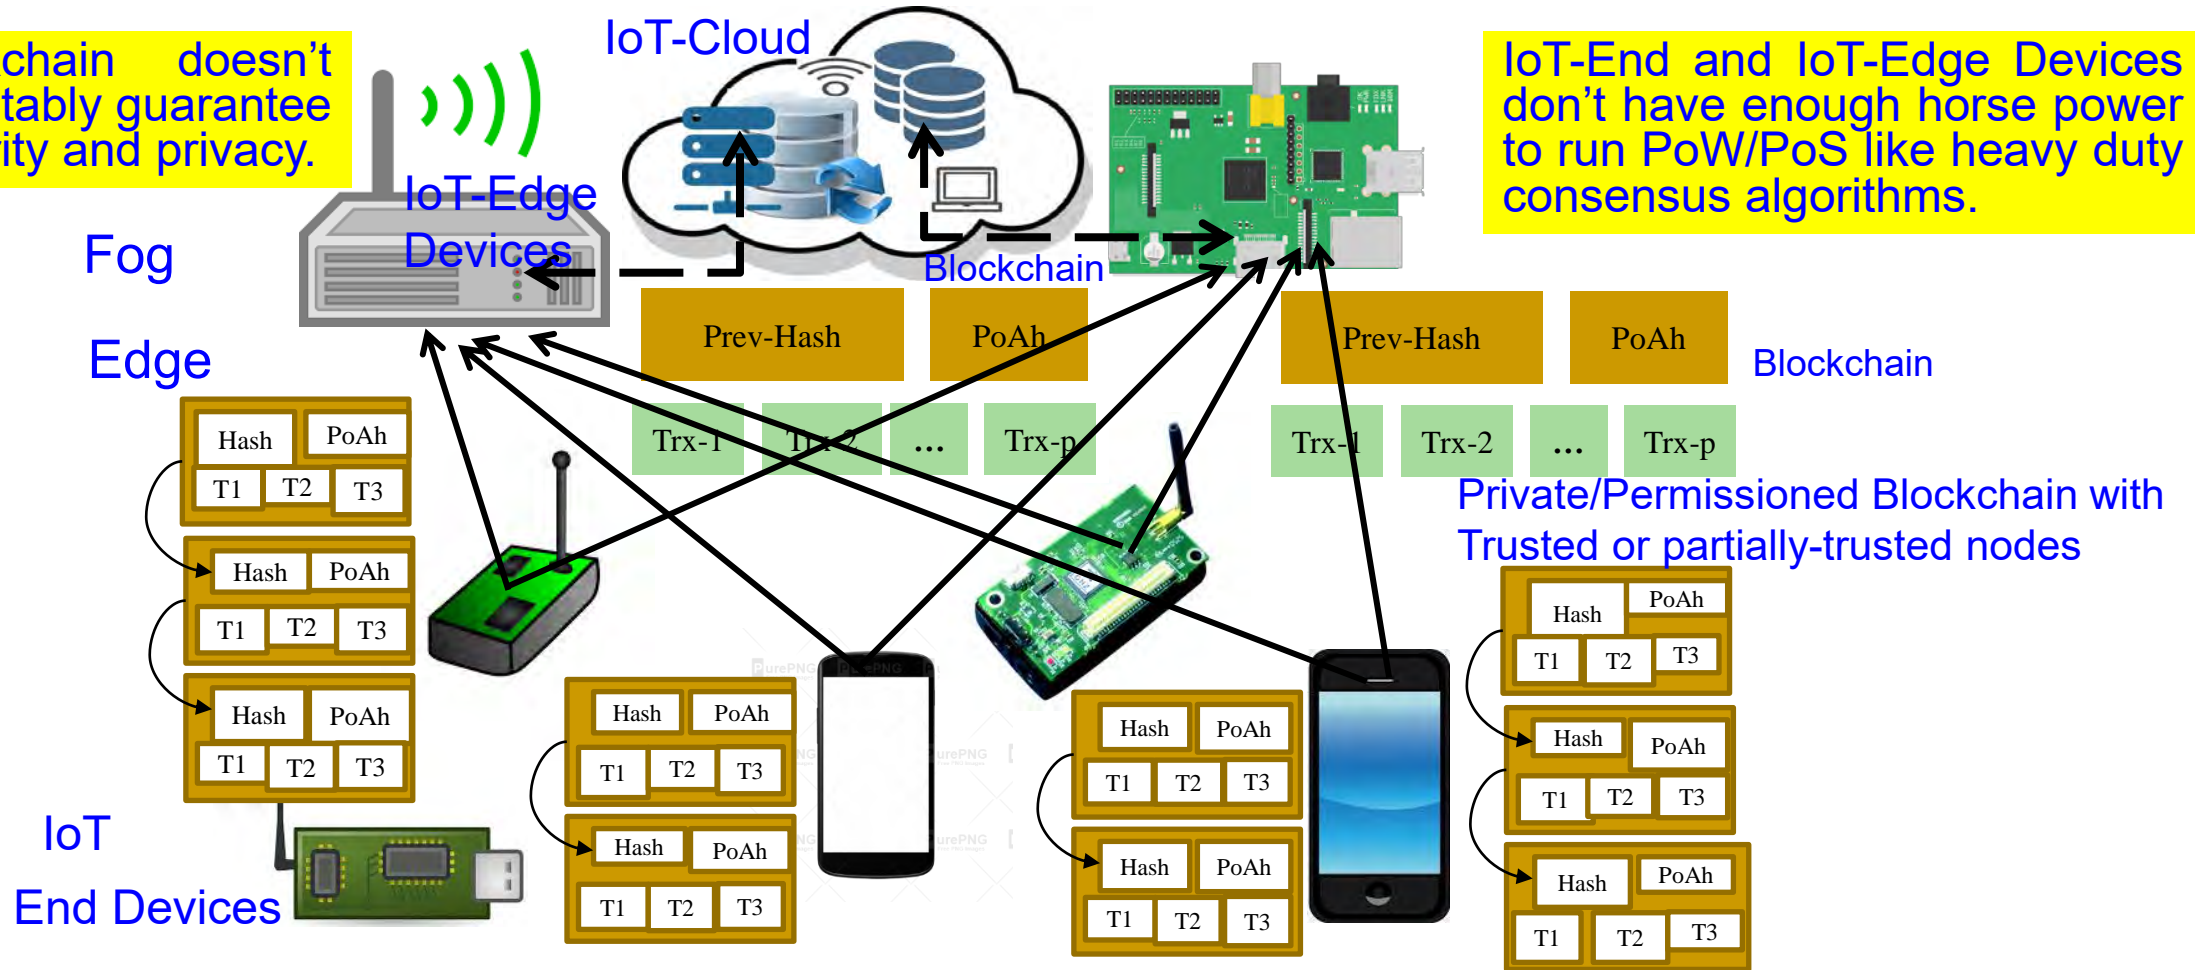 chain doesn't
tably guarantee
ity and privacy.
IoT-Cloud
IoT-End and IoT-Edge Devices
don't have enough horse power
to run PoW/PoS like heavy duty
consensus algorithms.
IoT-Edge
Devices
Fog
Edge
Blockchain
Prev-Hash PoAh
Prev-Hash PoAh
Blockchain
Trx-1 Trx-2 ... Trx-p
Trx-1 Trx-2 ... Trx-p
Private/Permissioned Blockchain with
Trusted or partially-trusted nodes
Hash PoAh
T1 T2 T3
Hash PoAh
T1 T2 T3
Hash PoAh
T1 T2 T3
Hash PoAh
T1 T2 T3
Hash PoAh
T1 T2 T3
Hash PoAh
T1 T2 T3
Hash PoAh
T1 T2 T3
Hash PoAh
T1 T2 T3
Hash PoAh
T1 T2 T3
Hash PoAh
T1 T2 T3
IoT
End Devices
PurePNG